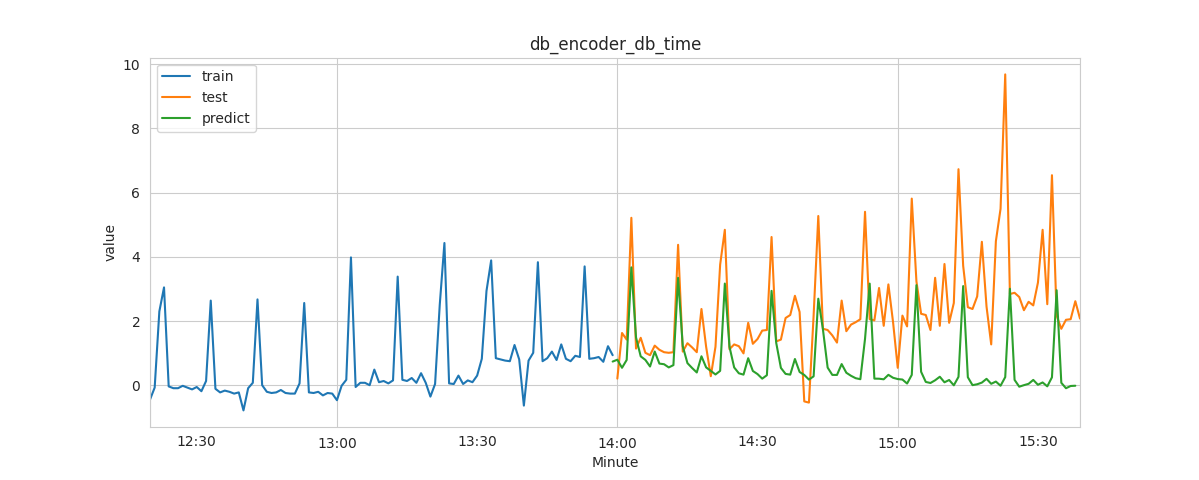 db_encoder_db_time
10
8
6
4
2
0
value
train
test
predict
12:30
13:00
13:30
14:00
14:30
15:00
15:30
Minute